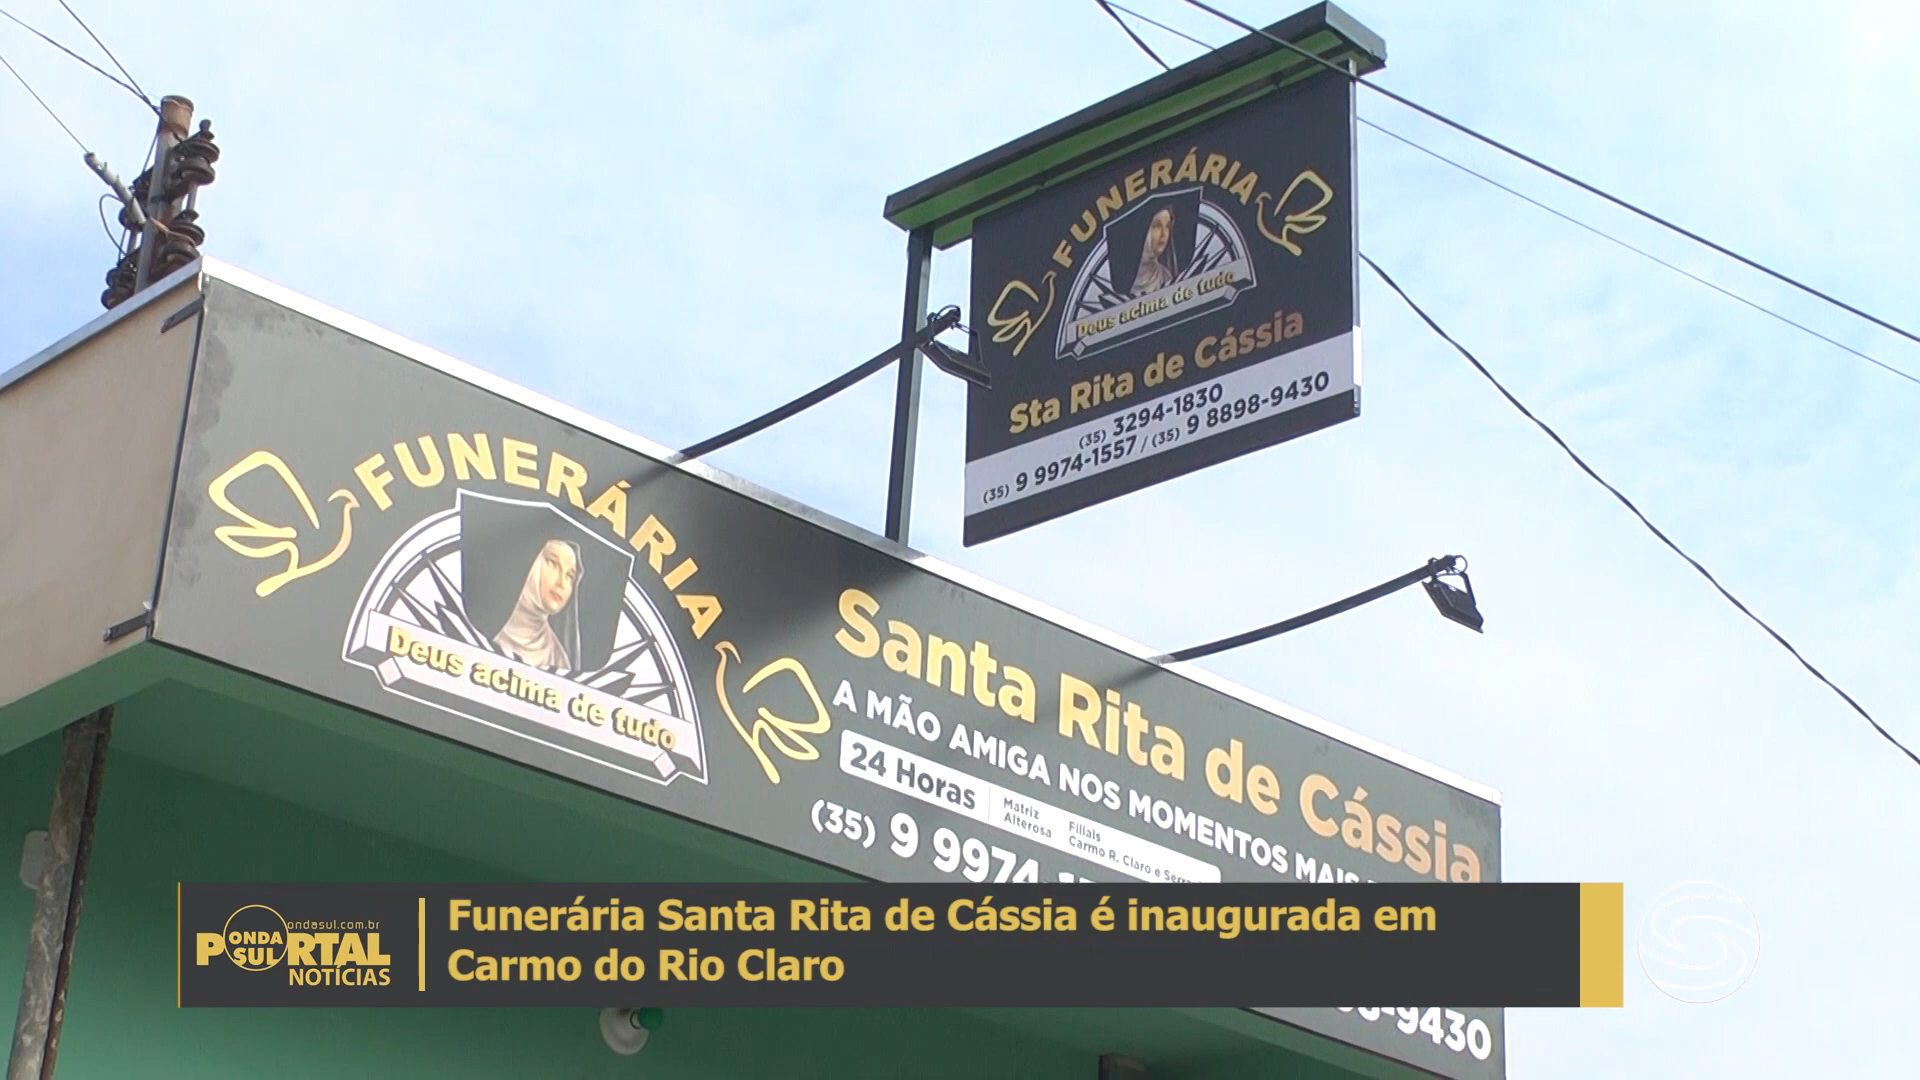 FUNERÁRIA
Deus acima de tudo
Sta Rita de Cássia
(35) 3294-1830
(35) 9 9974-1557 / (35) 9 8898-9430
FUNERÁRIA
Deus acima de tudo
Santa Rita de Cássia
A MÃO AMIGA NOS MOMENTOS MAIS
24 Horas
Matriz
Alterosa
Filiais
Carmo R. Claro e
(35) 9 9974-
-9430
ondasul.com.br
PORTAL
ONDA
SUL
NOTÍCIAS
Funerária Santa Rita de Cássia é inaugurada em
Carmo do Rio Claro